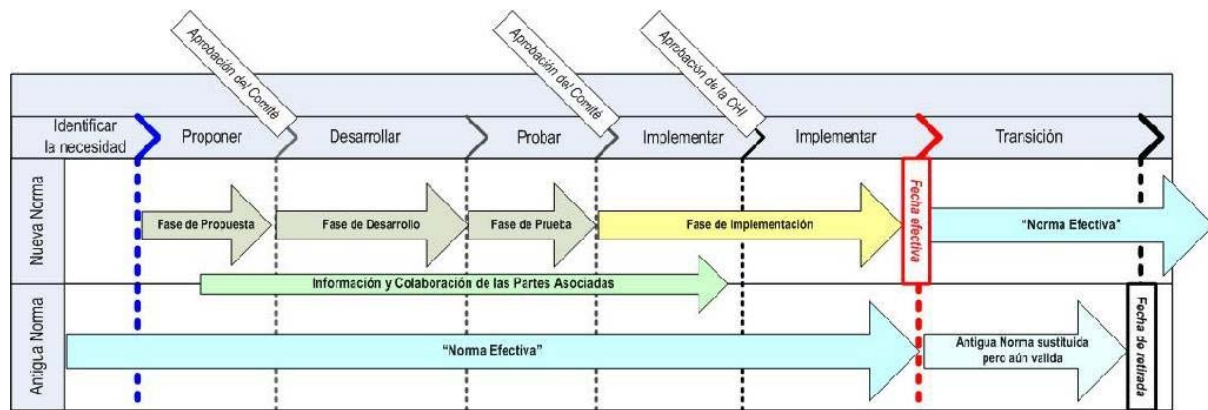 Aprobación del Comité
Aprobación del Comité
Aprobación de la OHI
Identificar
la necesidad
Proponer
Desarrollar
Probar
Implementar
Implementar
Transición
Nueva Norma
Fase de Propuesta
Fase de Desarrollo
Fase de Prueba
Fase de Implementación
Fecha efectiva
“Norma Efectiva”
Información y Colaboración de las Partes Asociadas
Antigua Norma
“Norma Efectiva”
Antigua Norma sustituida
pero aún valida
Fecha de retirada